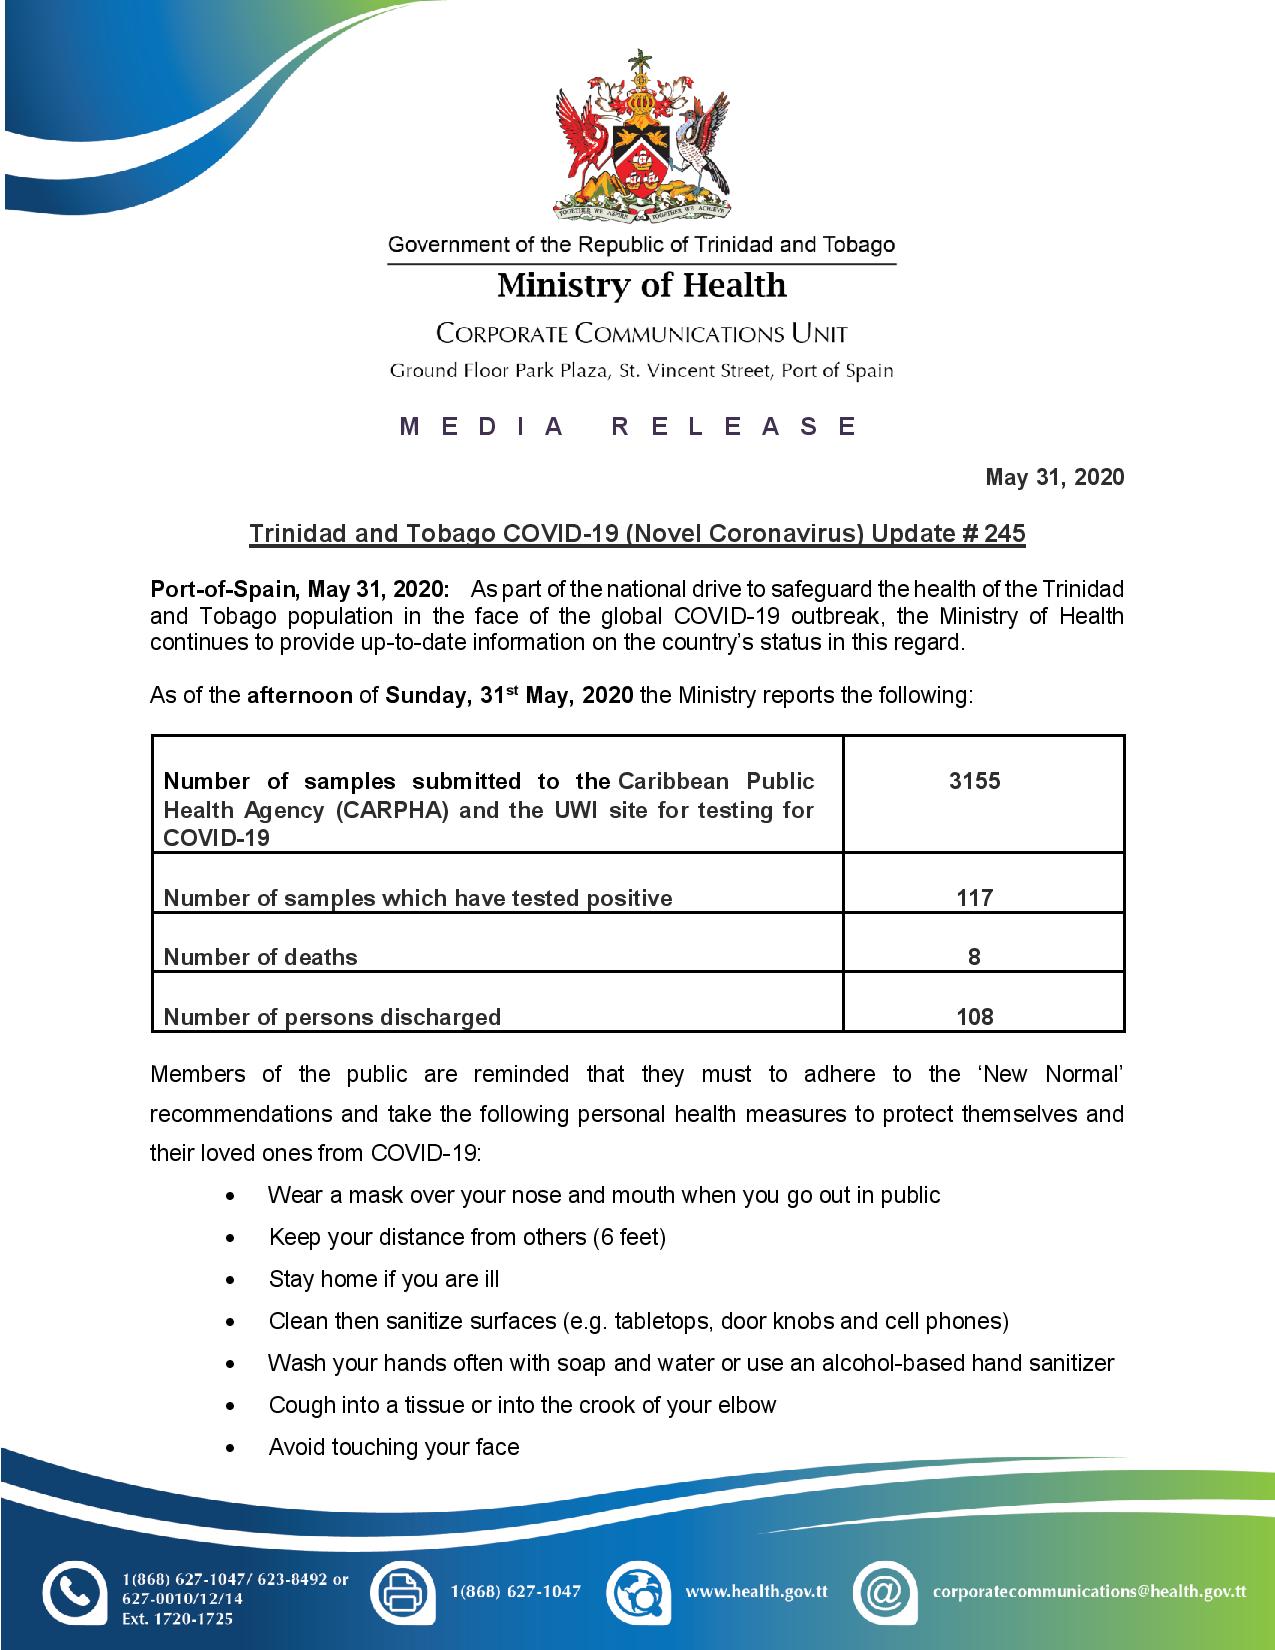 TOGETHER WE ASPIRE TOGETHER WE ACHIEVE
Government of the Republic of Trinidad and Tobago
Ministry of Health
CORPORATE COMMUNICATIONS UNIT
Ground Floor Park Plaza, St. Vincent Street, Port of Spain
MEDIA RELEASE
May 31, 2020
Trinidad and Tobago COVID-19 (Novel Coronavirus) Update # 245
Port-of-Spain, May 31, 2020: As part of the national drive to safeguard the health of the Trinidad
and Tobago population in the face of the global COVID-19 outbreak, the Ministry of Health
continues to provide up-to-date information on the country’s status in this regard.
As of the afternoon of Sunday, 31st May, 2020 the Ministry reports the following:
Number of samples submitted to the Caribbean Public 3155
Health Agency (CARPHA) and the UWI site for testing for
COVID-19
Number of samples which have tested positive 117
Number of deaths 8
Number of persons discharged 108
Members of the public are reminded that they must to adhere to the ‘New Normal’
recommendations and take the following personal health measures to protect themselves and
their loved ones from COVID-19:
• Wear a mask over your nose and mouth when you go out in public
• Keep your distance from others (6 feet)
• Stay home if you are ill
• Clean then sanitize surfaces (e.g. tabletops, door knobs and cell phones)
• Wash your hands often with soap and water or use an alcohol-based hand sanitizer
• Cough into a tissue or into the crook of your elbow
• Avoid touching your face
1(868) 627-1047/ 623-8492 or
627-0010/12/14
Ext. 1720-1725
1(868) 627-1047
www.health.gov.tt
corporatecommunications@health.gov.tt